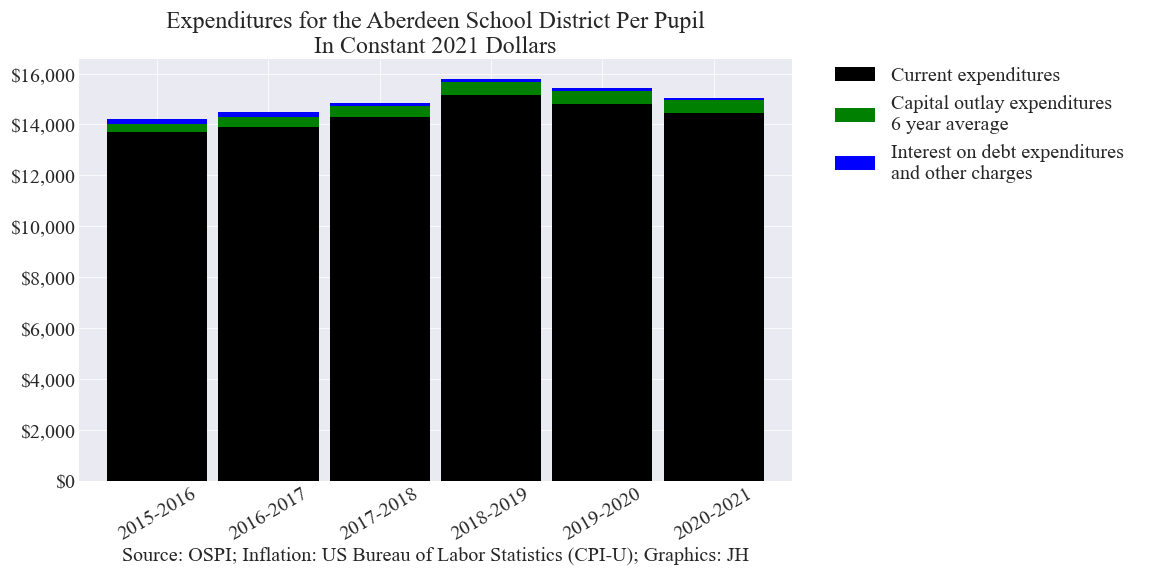 Expenditures for the Aberdeen School District Per Pupil
In Constant 2021 Dollars
$16,000
$14,000
$12,000
$10,000
$8,000
$6,000
$4,000
$2,000
$0
2015-2016
2016-2017
2017-2018
2018-2019
2019-2020
2020-2021
Source: OSPI; Inflation: US Bureau of Labor Statistics (CPI-U); Graphics: JH
Current expenditures
Capital outlay expenditures
6 year average
Interest on debt expenditures
and other charges